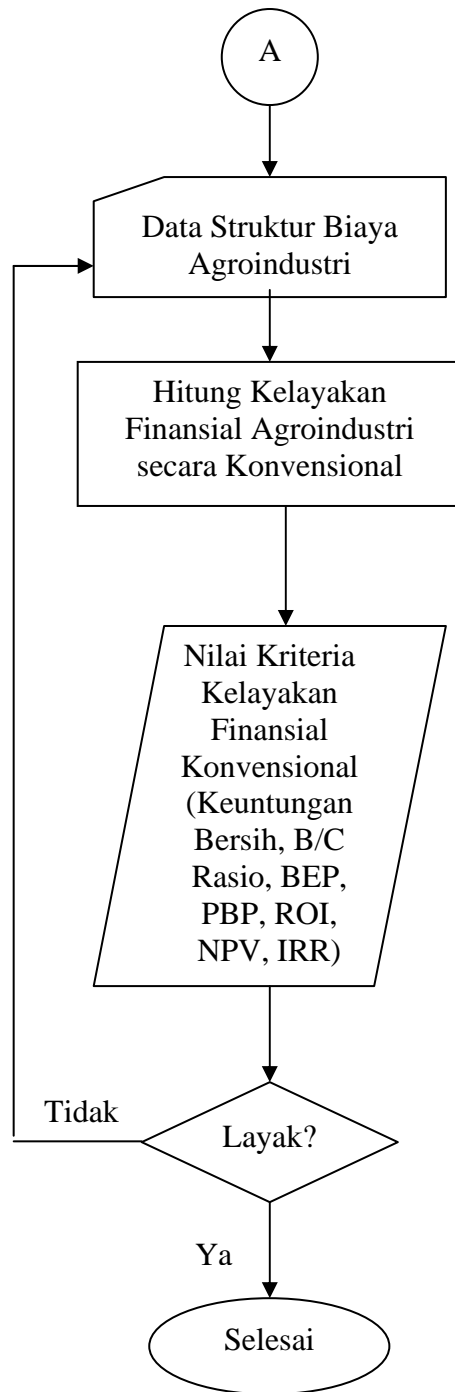 A
Data Struktur Biaya
Agroindustri
Hitung Kelayakan
Finansial Agroindustri
secara Konvensional
Nilai Kriteria
Kelayakan
Finansial
Konvensional
(Keuntungan
Bersih, B/C
Rasio, BEP,
PBP, ROI,
NPV, IRR)
Tidak
Layak?
Ya
Selesai